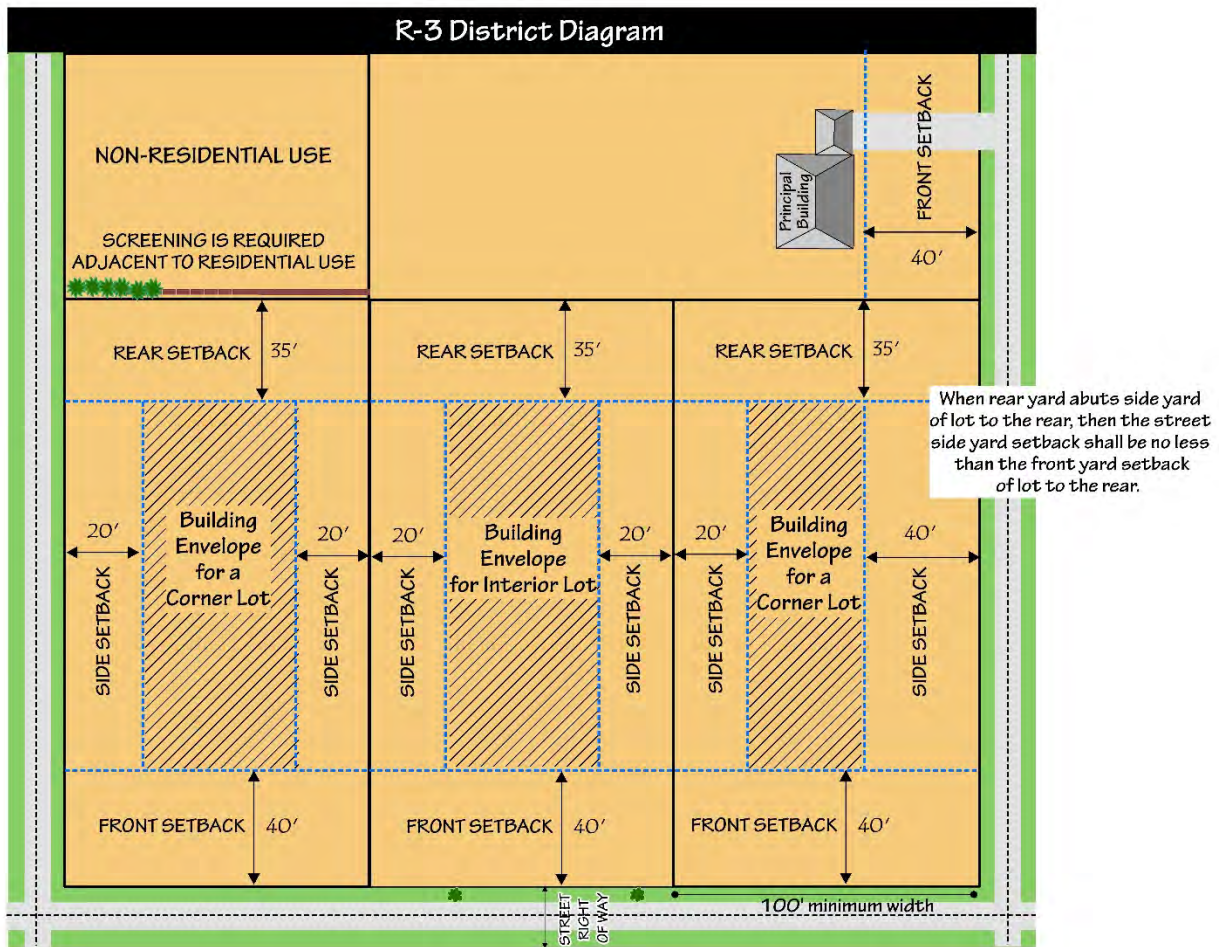 R-3 District Diagram
NON-RESIDENTIAL USE
SCREENING IS REQUIRED
ADJACENT TO RESIDENTIAL USE
Principal
Building
FRONT SETBACK
40'
REAR SETBACK 35'
REAR SETBACK 35'
REAR SETBACK 35'
When rear yard abuts side yard
of lot to the rear, then the street
side yard setback shall be no less
than the front yard setback
of lot to the rear.
20'
SIDE SETBACK
Building
Envelope
for a
Corner Lot
20'
SIDE SETBACK
20'
SIDE SETBACK
Building
Envelope
for Interior Lot
20'
SIDE SETBACK
20'
SIDE SETBACK
Building
Envelope
for a
Corner Lot
40'
SIDE SETBACK
FRONT SETBACK 40'
FRONT SETBACK 40'
FRONT SETBACK 40'
STREET
RIGHT
OF WAY
100' minimum width